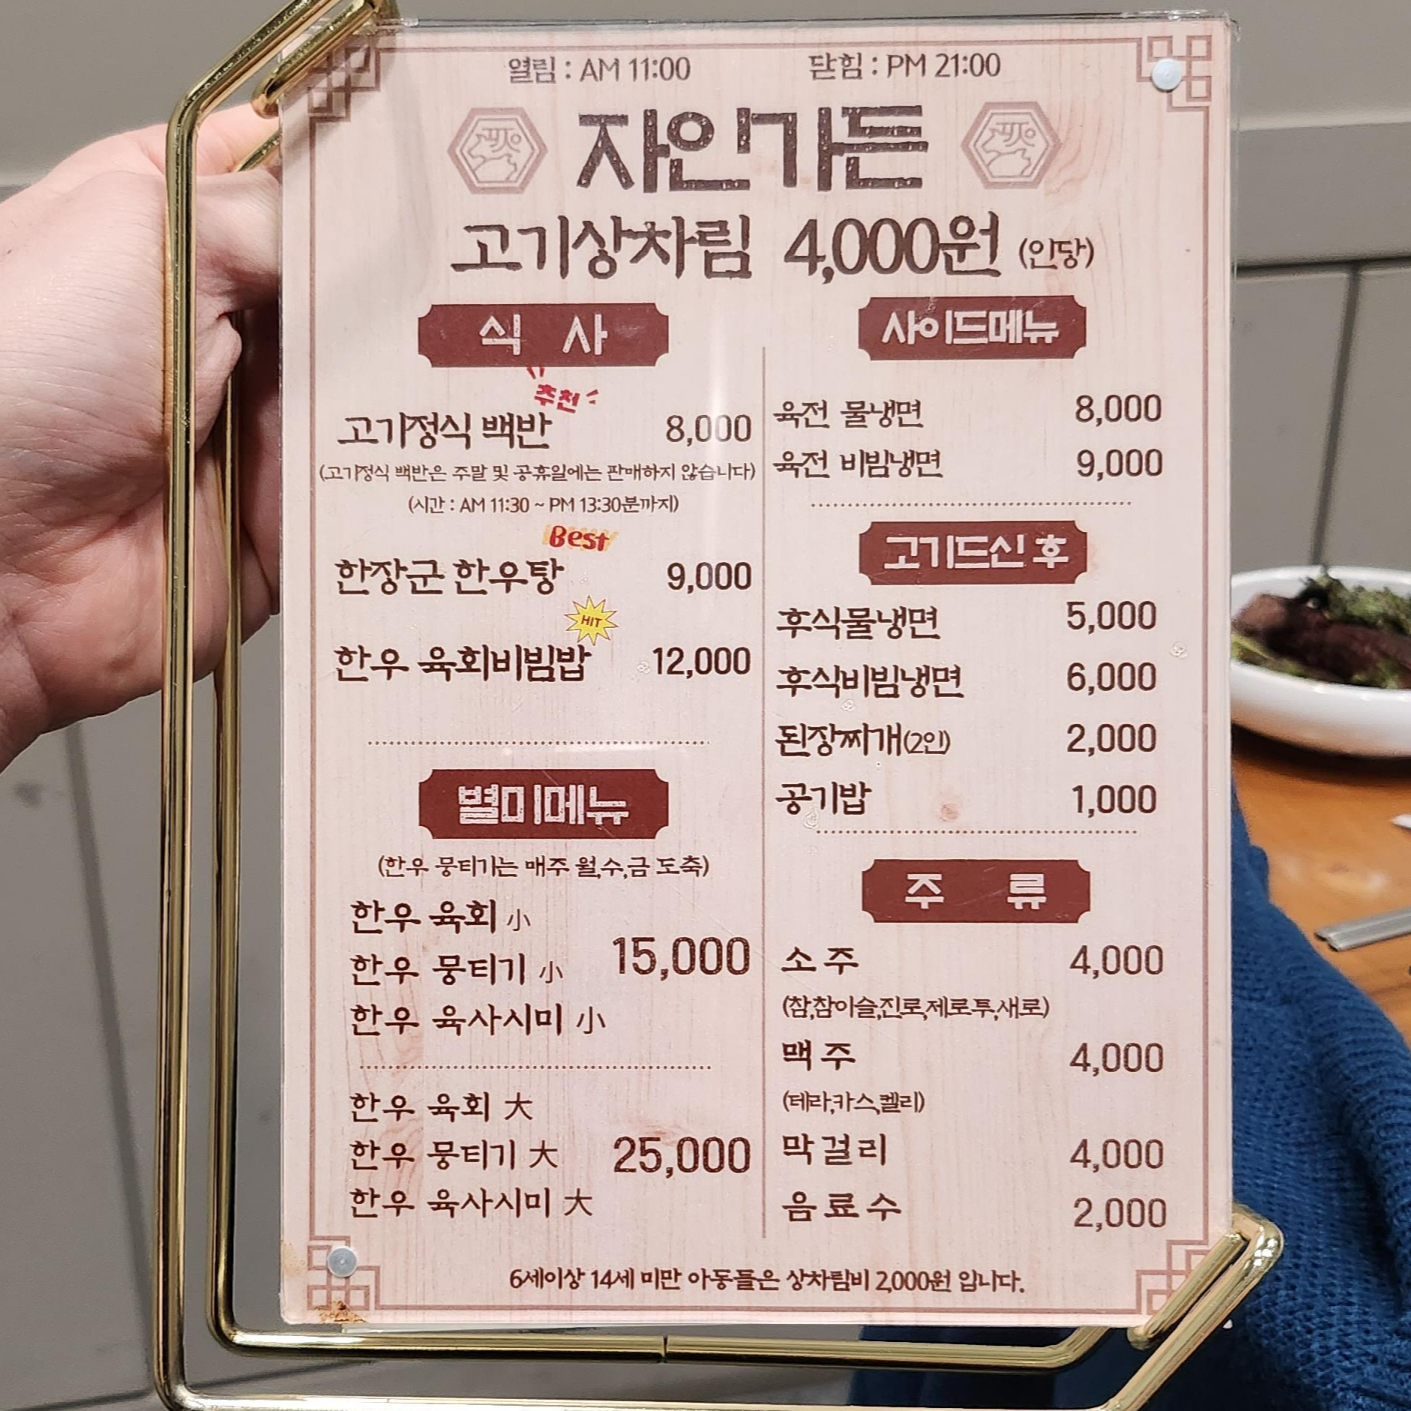 열림 : AM 11:00 닫힘 : PM 21:00
자인가든
고기상차림 4,000원 (인당)
식 사
추천
고기정식 백반 8,000
(고기정식 백반은 주말 및 공휴일에는 판매하지 않습니다)
(시간 : AM 11:30 ~ PM 13:30분까지)
Best
한장군 한우탕 9,000
HIT
한우 육회비빔밥 12,000
별미메뉴
(한우 뭉티기는 매주 월,수,금 도축)
한우 육회 小
한우 뭉티기 小 15,000
한우 육사시미 小
한우 육회 大
한우 뭉티기 大 25,000
한우 육사시미 大
사이드메뉴
육전 물냉면 8,000
육전 비빔냉면 9,000
고기드신 후
후식물냉면 5,000
후식비빔냉면 6,000
된장찌개(2인) 2,000
공기밥 1,000
주 류
소주 4,000
(참,참이슬,진로,제로투,새로)
맥주 4,000
(테라,카스,켈리)
막걸리 4,000
음료수 2,000
6세이상 14세 미만 아동들은 상차림비 2,000원 입니다.